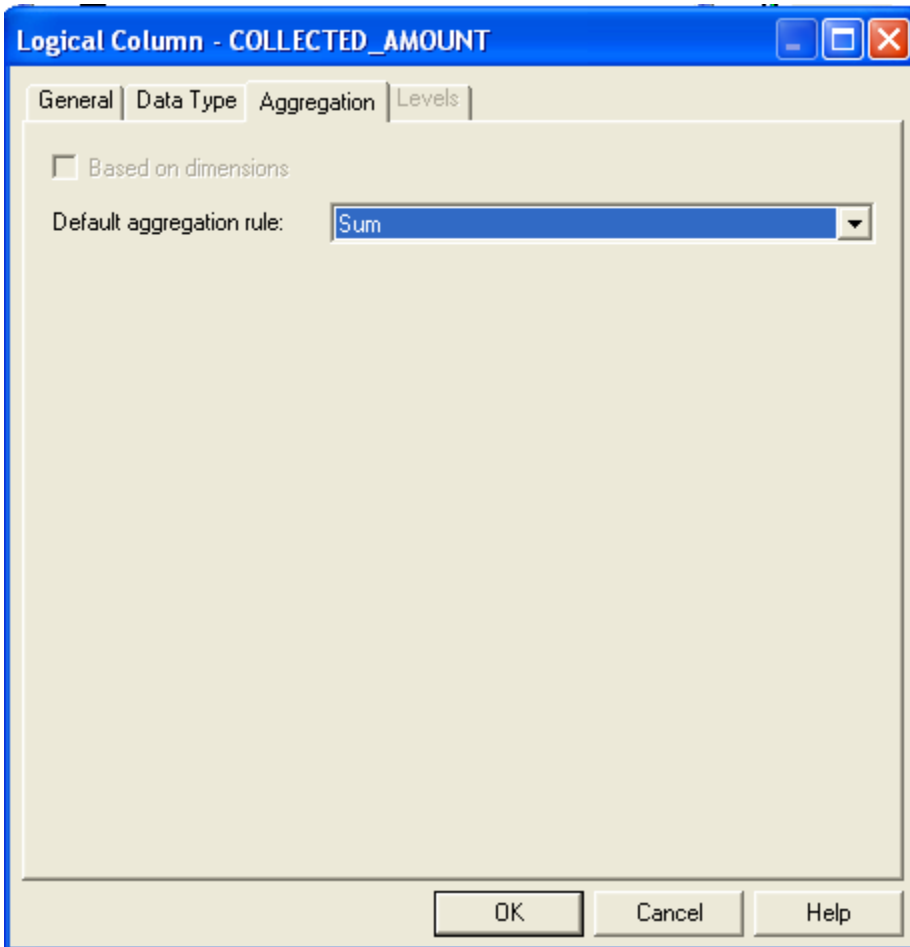 Logical Column - COLLECTED_AMOUNT
General Data Type Aggregation Levels
Based on dimensions
Default aggregation rule: Sum
OK Cancel Help